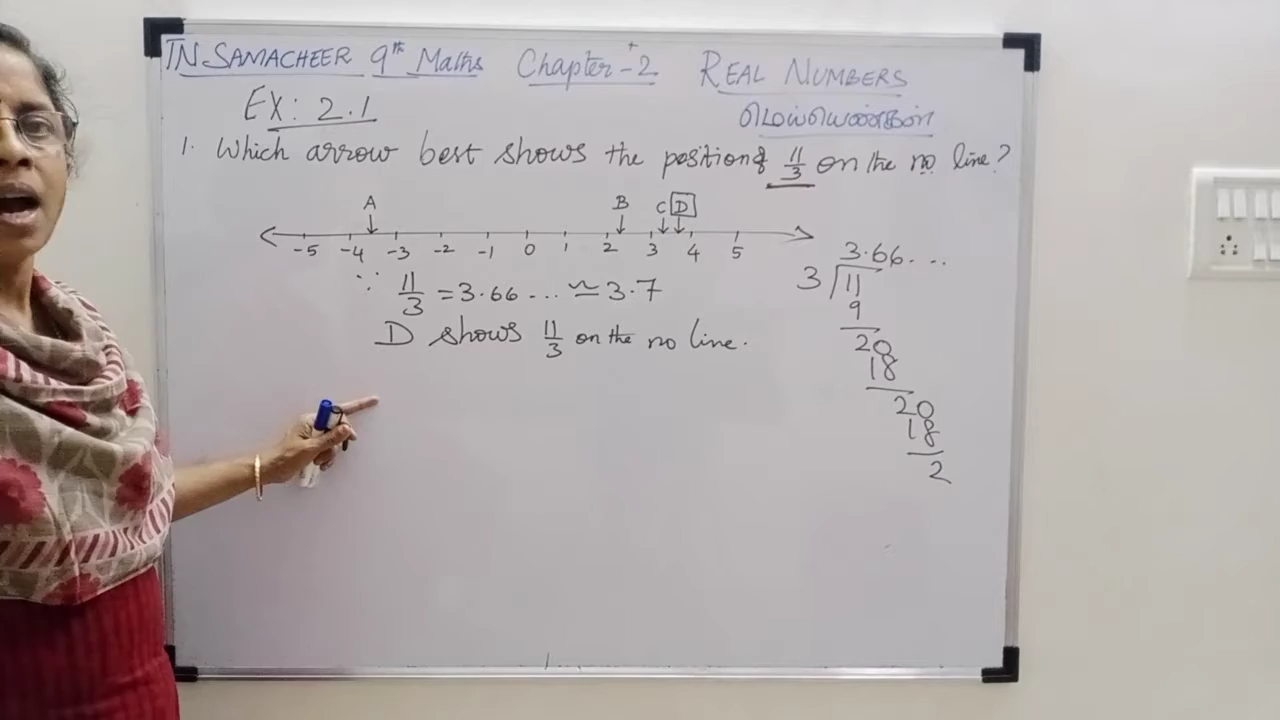 TN SAMACHEER 9th Maths Chapter-2 REAL NUMBERS
EX: 2.1 மெய்யெண்கள்
1. Which arrow best shows the position of 11/3 on the no line?
A B C D
-5 -4 -3 -2 -1 0 1 2 3 4 5
∵ 11/3 = 3.66 ... ≃ 3.7
D shows 11/3 on the no line.
3.66...
3 11
9
20
18
20
18
2